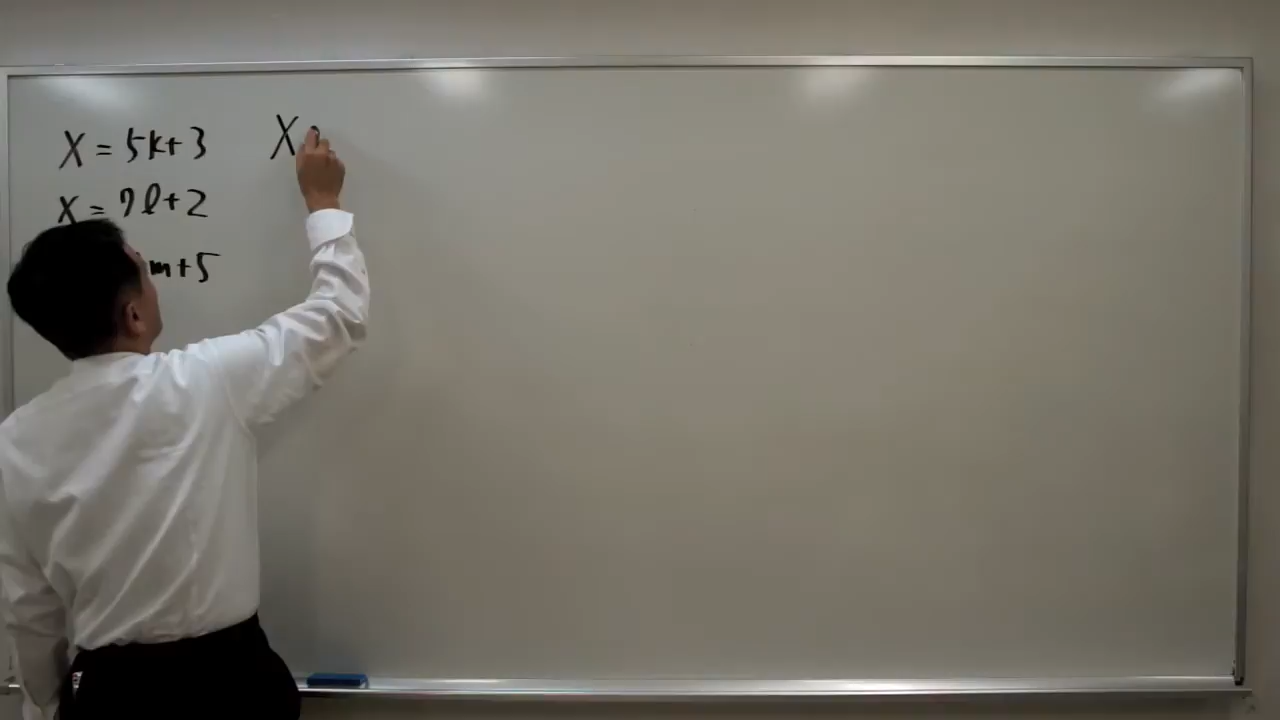 X = 5k+3
X = 7l+2
m+5
X